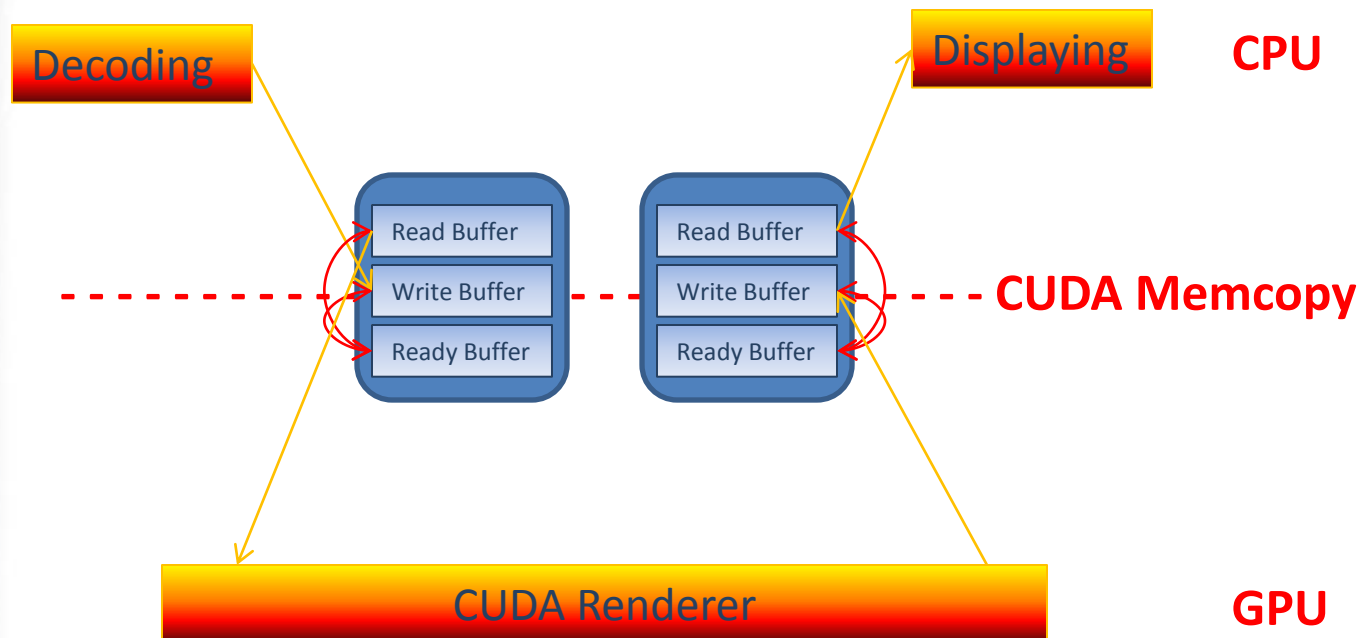 Decoding
Displaying
CPU
Read Buffer
Read Buffer
Write Buffer
Write Buffer
CUDA Memcopy
Ready Buffer
Ready Buffer
CUDA Renderer
GPU